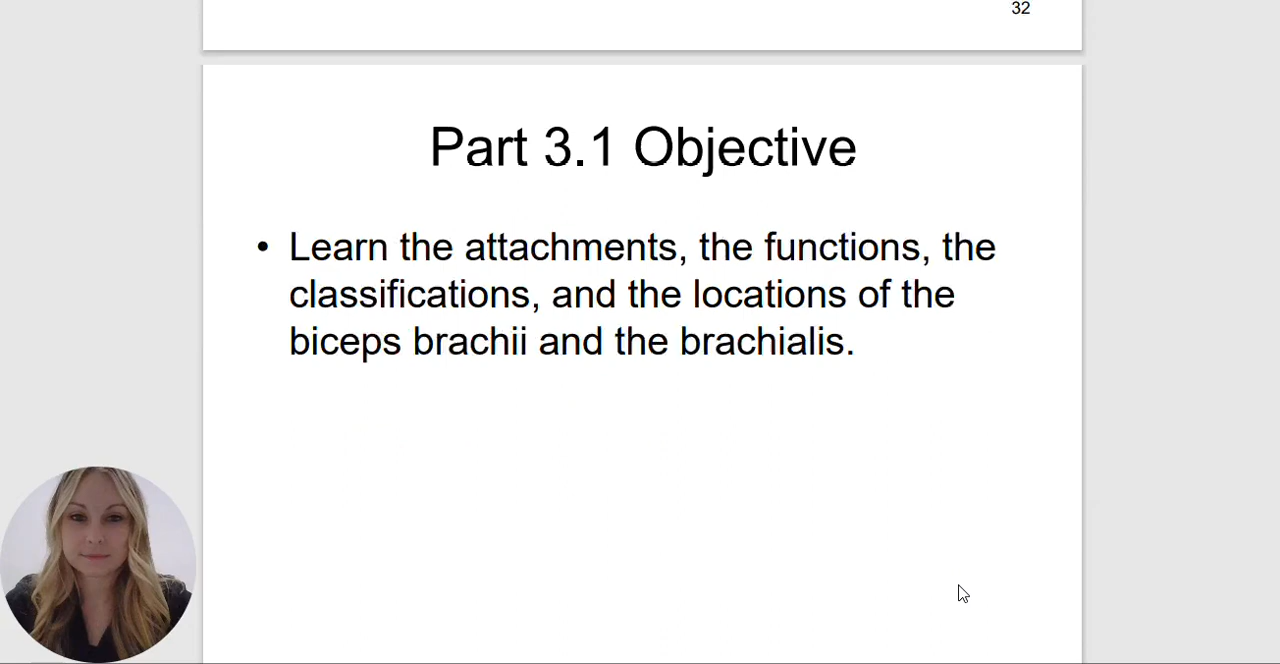 32
Part 3.1 Objective
• Learn the attachments, the functions, the
classifications, and the locations of the
biceps brachii and the brachialis.